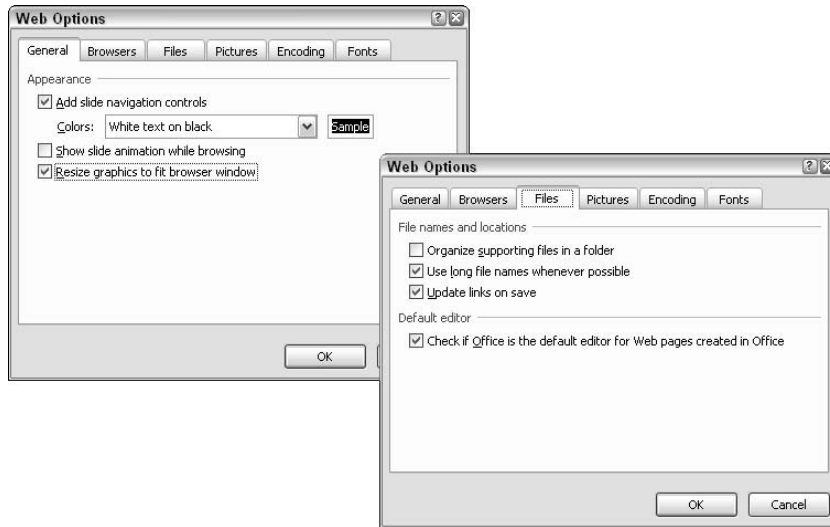 Web Options
General Browsers Files Pictures Encoding Fonts
Appearance
Add slide navigation controls
Colors: White text on black Sample
Show slide animation while browsing
Resize graphics to fit browser window
OK
Web Options
General Browsers Files Pictures Encoding Fonts
File names and locations
Organize supporting files in a folder
Use long file names whenever possible
Update links on save
Default editor
Check if Office is the default editor for Web pages created in Office
OK Cancel